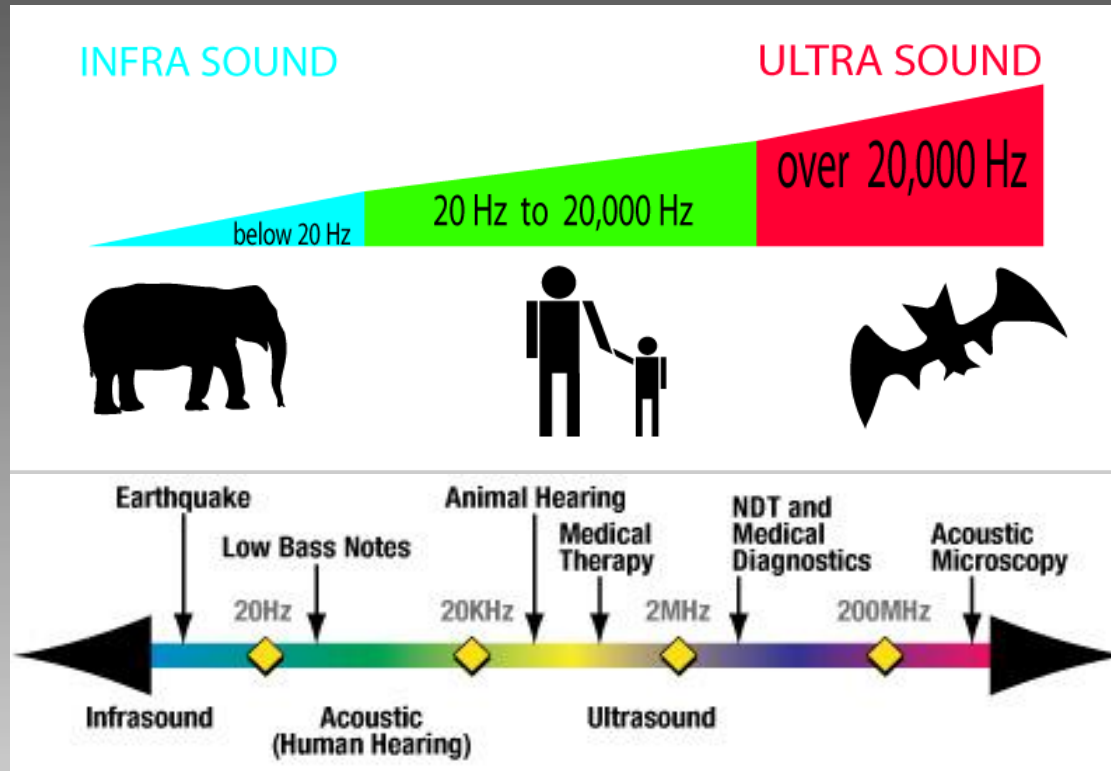 INFRA SOUND
ULTRA SOUND
below 20 Hz
20 Hz to 20,000 Hz
over 20,000 Hz
Earthquake
Low Bass Notes
Animal Hearing
Medical
Therapy
NDT and
Medical
Diagnostics
Acoustic
Microscopy
20Hz
20KHz
2MHz
200MHz
Infrasound
Acoustic
(Human Hearing)
Ultrasound